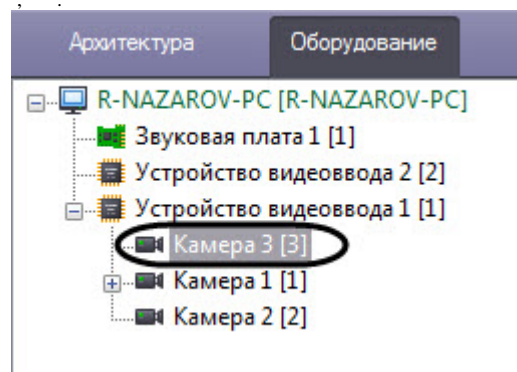 Архитектура Оборудование
R-NAZAROV-PC [R-NAZAROV-PC]
Звуковая плата 1 [1]
Устройство видеоввода 2 [2]
Устройство видеоввода 1 [1]
Камера 3 [3]
Камера 1 [1]
Камера 2 [2]